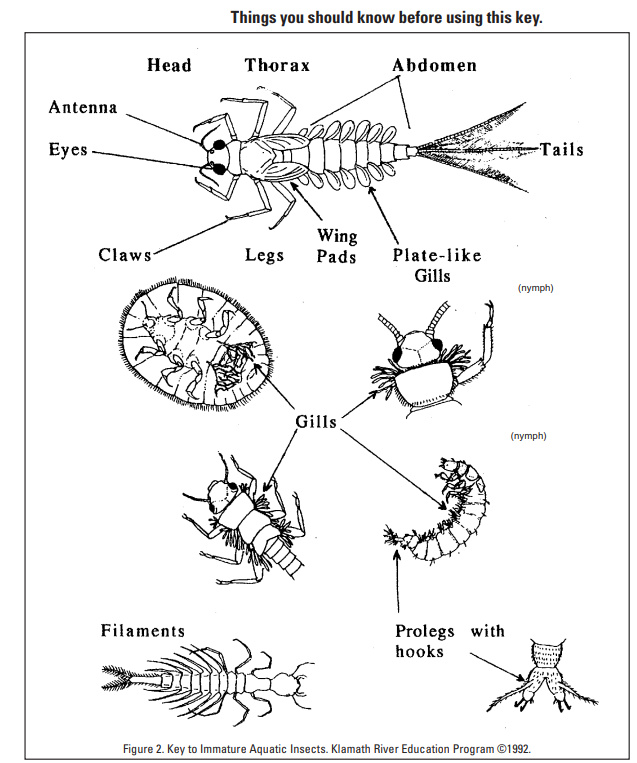 Things you should know before using this key.
Head Thorax Abdomen
Antenna
Eyes
Tails
Claws Legs Wing Pads Plate-like Gills
(nymph)
Gills
(nymph)
Filaments
Prolegs with
hooks
Figure 2. Key to Immature Aquatic Insects. Klamath River Education Program ©1992.